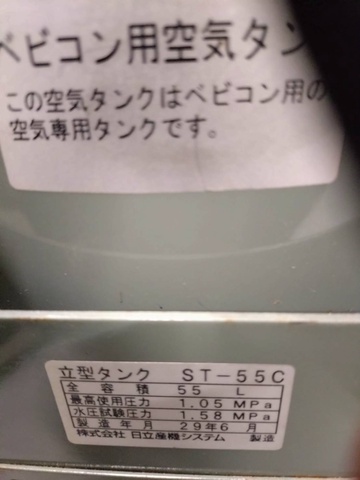 ベビコン用空気タン
この空気タンクはベビコン用の
空気専用タンクです。
立型タンク ST-55C
全容積 55 L
最高使用圧力 1.05 MPa
水圧試験圧力 1.58 MPa
製造年月 29年6月
株式会社 日立産機システム 製造